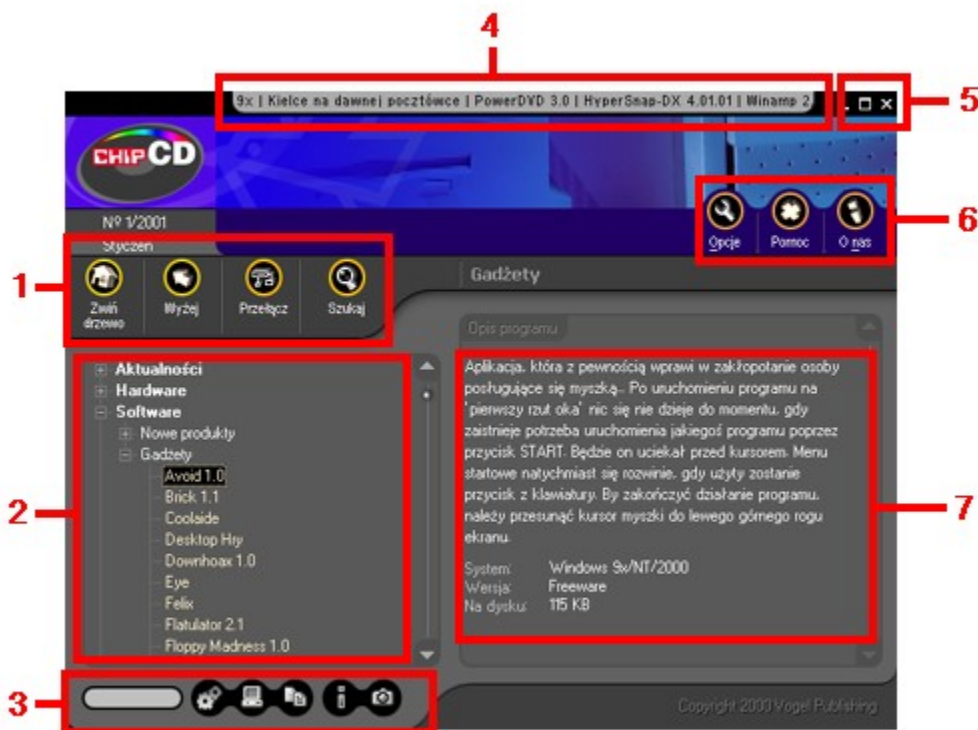 4
9x | Kielce na dawnej pocztówce | PowerDVD 3.0 | HyperSnap-DX 4.01.01 | Winamp 2
5
CHIP CD
Nº 1/2001
Styczeń
6
Opcje
Pomoc
O nas
1
Zwiń drzewo
Wyżej
Przełącz
Szukaj
Gadżety
2
Aktualności
Hardware
Software
Nowe produkty
Gadżety
Avoid 1.0
Brick 1.1
Coolaide
Desktop Hry
Downhoax 1.0
Eye
Felix
Flatulator 2.1
Floppy Madness 1.0
Opis programu
Aplikacja, która z pewnością wprawi w zakłopotanie osoby
posługujące się myszką.. Po uruchomieniu programu na
'pierwszy rzut oka' nic się nie dzieje do momentu, gdy
zaistnieje potrzeba uruchomienia jakiegoś programu poprzez
przycisk START. Będzie on uciekał przed kursorem. Menu
startowe natychmiast się rozwinie, gdy użyty zostanie
przycisk z klawiatury. By zakończyć działanie programu,
należy przesunąć kursor myszki do lewego górnego rogu
ekranu.
System: Windows 9x/NT/2000
Wersja: Freeware
Na dysku: 115 KB
7
3
Copyright 2000 Vogel Publishing